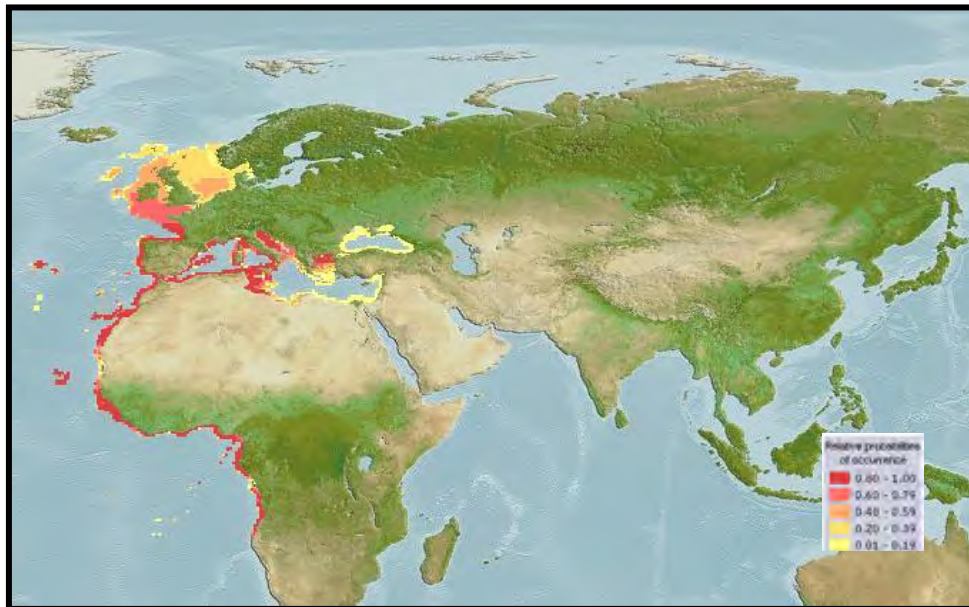 Relative probabilities
of occurrence
0.80 - 1.00
0.60 - 0.79
0.40 - 0.59
0.20 - 0.39
0.01 - 0.19